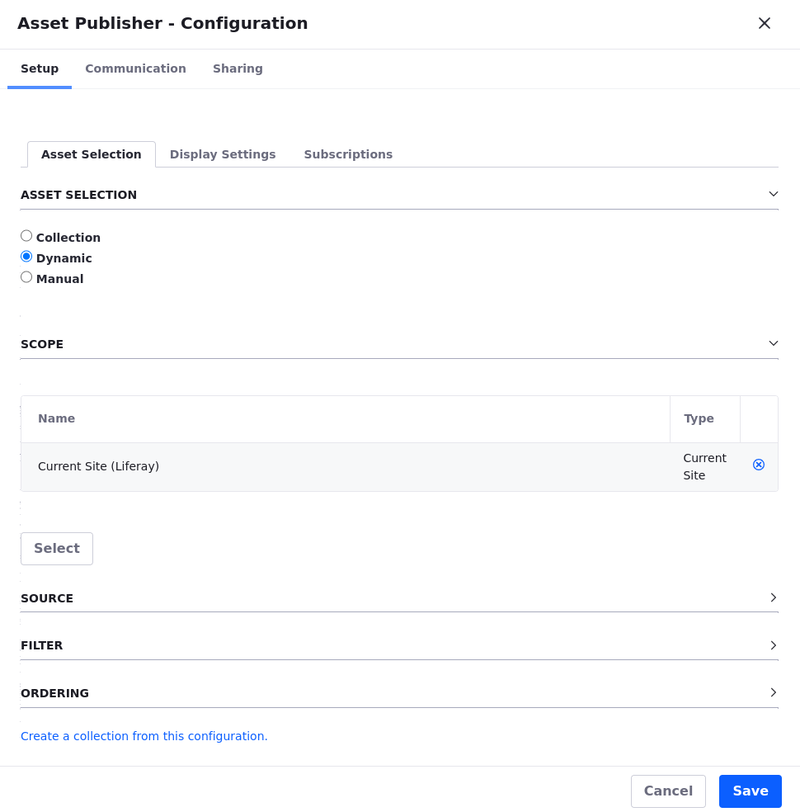 Asset Publisher - Configuration
Setup Communication Sharing
Asset Selection Display Settings Subscriptions
ASSET SELECTION
Collection
Dynamic
Manual
SCOPE
Name Type
Current Site (Liferay) Current Site
Select
SOURCE
FILTER
ORDERING
Create a collection from this configuration.
Cancel Save